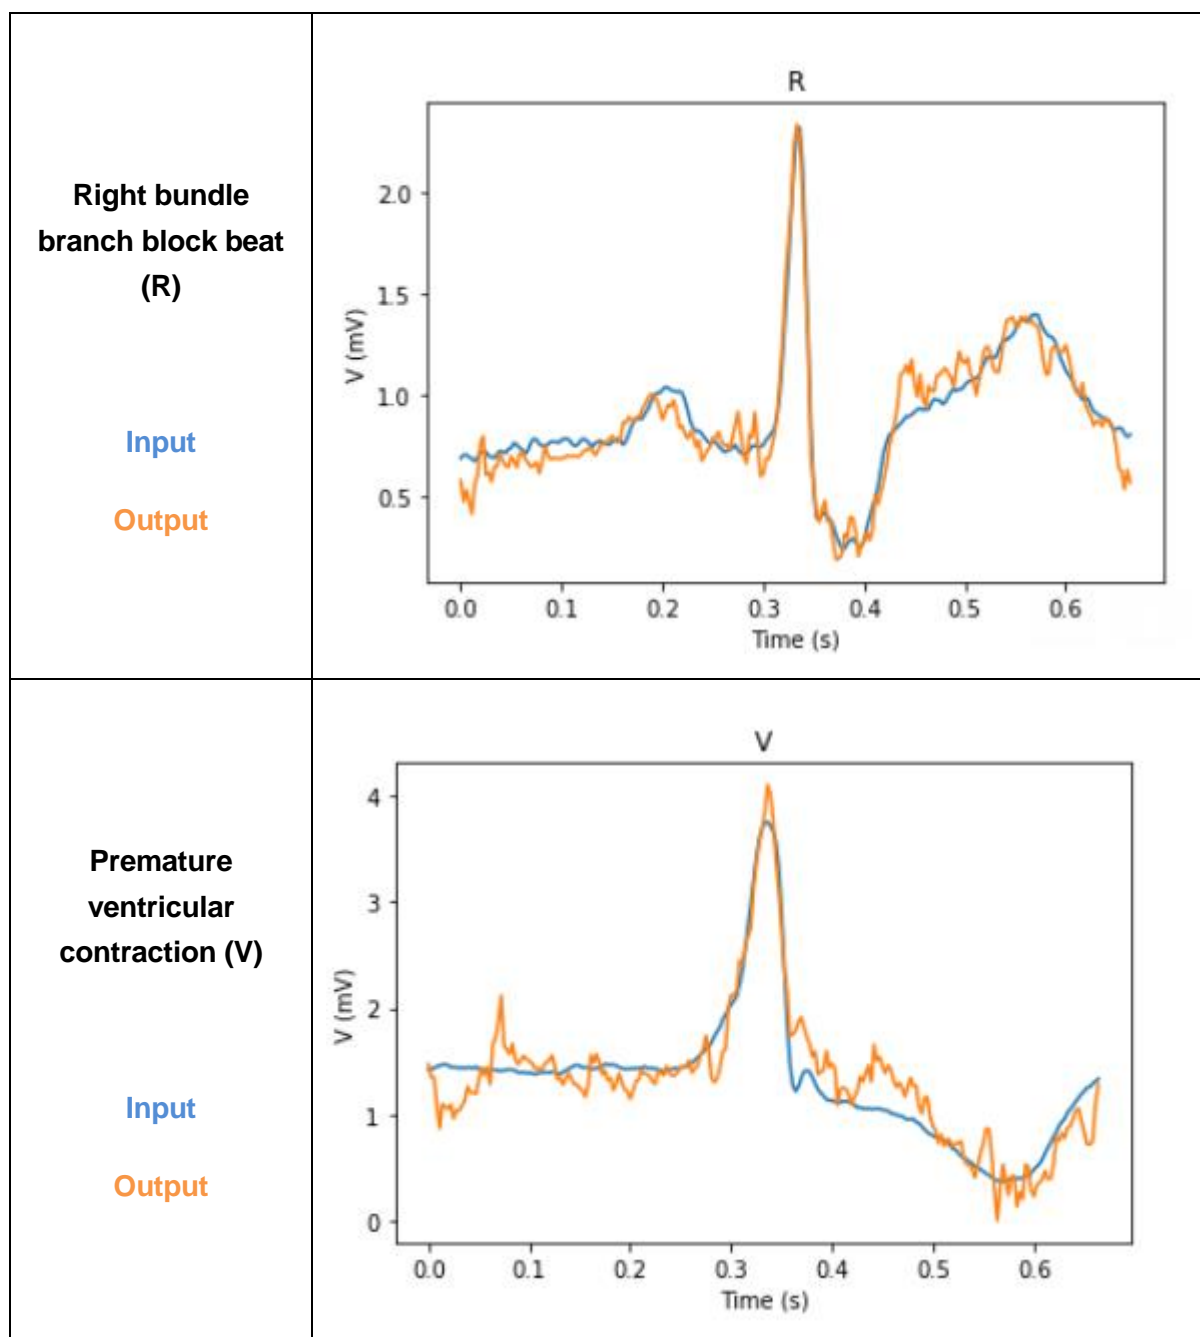 Right bundle
branch block beat
(R)
Input
Output
R
V (mV)
2.0
1.5
1.0
0.5
0.0 0.1 0.2 0.3 0.4 0.5 0.6
Time (s)
Premature
ventricular
contraction (V)
Input
Output
V
V (mV)
4
3
2
1
0
0.0 0.1 0.2 0.3 0.4 0.5 0.6
Time (s)